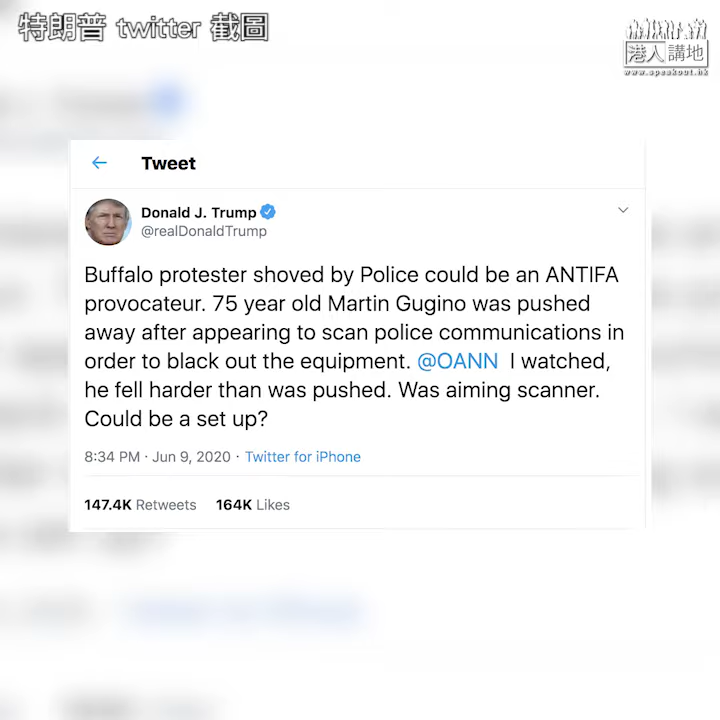 特朗普 twitter 截圖
港人講地
www.speakout.hk
Tweet
Donald J. Trump
@realDonaldTrump
Buffalo protester shoved by Police could be an ANTIFA
provocateur. 75 year old Martin Gugino was pushed
away after appearing to scan police communications in
order to black out the equipment. @OANN I watched,
he fell harder than was pushed. Was aiming scanner.
Could be a set up?
8:34 PM · Jun 9, 2020 · Twitter for iPhone
147.4K Retweets 164K Likes